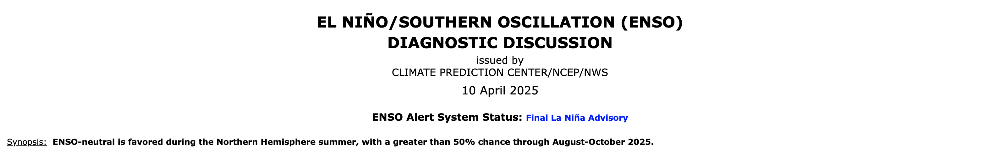 EL NIÑO/SOUTHERN OSCILLATION (ENSO)
DIAGNOSTIC DISCUSSION
issued by
CLIMATE PREDICTION CENTER/NCEP/NWS
10 April 2025
ENSO Alert System Status: Final La Niña Advisory
Synopsis: ENSO-neutral is favored during the Northern Hemisphere summer, with a greater than 50% chance through August-October 2025.